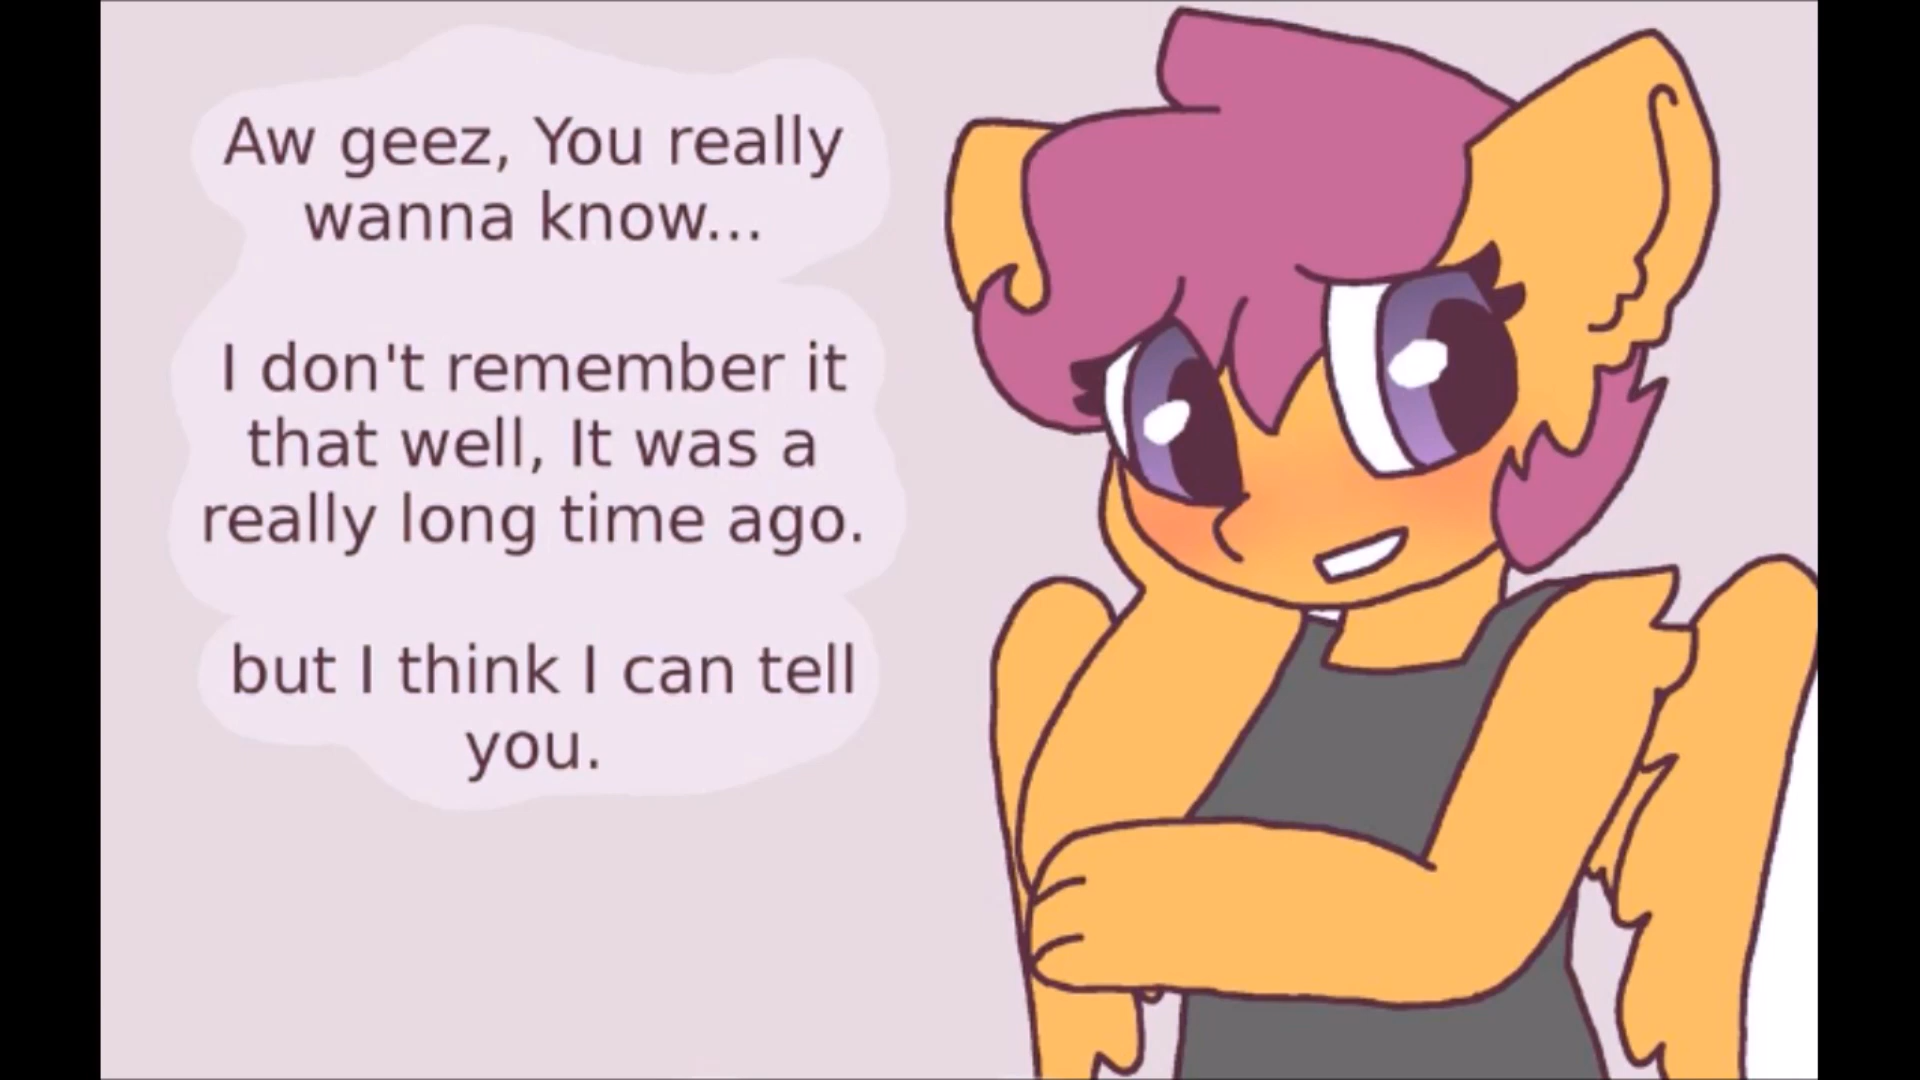 Aw geez, You really
wanna know...
I don't remember it
that well, It was a
really long time ago.
but I think I can tell
you.